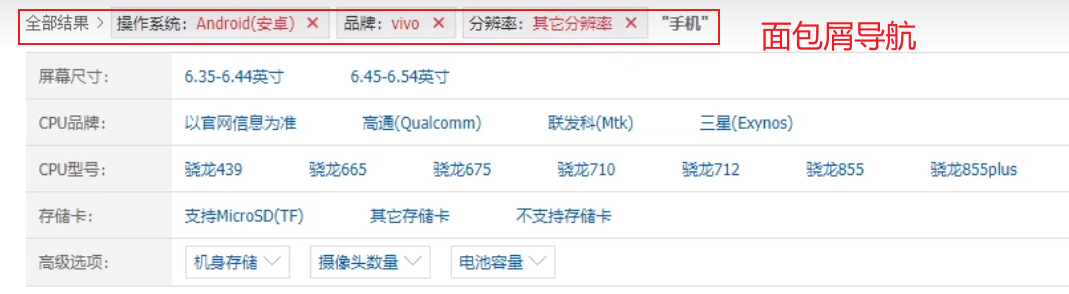 全部结果 > 操作系统: Android(安卓) × 品牌: vivo × 分辨率: 其它分辨率 × "手机"
面包屑导航
屏幕尺寸: 6.35-6.44英寸 6.45-6.54英寸
CPU品牌: 以官网信息为准 高通(Qualcomm) 联发科(Mtk) 三星(Exynos)
CPU型号: 骁龙439 骁龙665 骁龙675 骁龙710 骁龙712 骁龙855 骁龙855plus
存储卡: 支持MicroSD(TF) 其它存储卡 不支持存储卡
高级选项: 机身存储 摄像头数量 电池容量